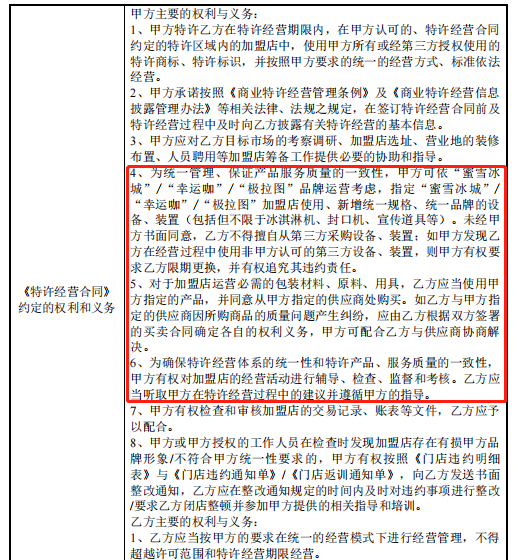 甲方主要的权利与义务：
1、甲方特许乙方在特许经营期限内，在甲方认可的、特许经营合同
约定的特许区域内的加盟店中，使用甲方所有或经第三方授权使用的
特许商标、特许标识，并按照甲方要求的统一的经营方式、标准依法
经营。
2、甲方承诺按照《商业特许经营管理条例》及《商业特许经营信息
披露管理办法》等相关法律、法规之规定，在签订特许经营合同前及
特许经营过程中及时向乙方披露有关特许经营的基本信息。
3、甲方应对乙方目标市场的考察调研、加盟店选址、营业地的装修
布置、人员聘用等加盟店筹备工作提供必要的协助和指导。
4、为统一管理、保证产品服务质量的一致性，甲方可依“蜜雪冰
城”/“幸运咖”/“极拉图”品牌运营考虑，指定“蜜雪冰城”/
“幸运咖”/“极拉图”加盟店使用、新增统一规格、统一品牌的设
备、装置（包括但不限于冰淇淋机、封口机、宣传道具等）。未经甲
方书面同意，乙方不得擅自从第三方采购设备、装置；如甲方发现乙
方在经营过程中使用非甲方认可的第三方设备、装置，则甲方有权要
求乙方限期更换，并有权追究其违约责任。
《特许经营合同》
约定的权利和义务
5、对于加盟店运营必需的包装材料、原料、用具，乙方应当使用甲
方指定的产品，并同意从甲方指定的供应商处购买。如乙方与甲方指
定的供应商因所购商品的质量问题产生纠纷，应由乙方根据双方签署
的买卖合同确定各自的权利义务，甲方可配合乙方与供应商协商解
决。
6、为确保特许经营体系的统一性和特许产品、服务质量的一致性，
甲方有权对加盟店的经营活动进行辅导、检查、监督和考核。乙方应
当听取甲方在特许经营过程中的建议并遵循甲方的指导。
7、甲方有权检查和审核加盟店的交易记录、账表等文件，乙方应予
以配合。
8、甲方或甲方授权的工作人员在检查时发现加盟店存在有损甲方品
牌形象/不符合甲方统一性要求的，甲方有权按照《门店违约明细
表》与《门店违约通知单》/《门店返训通知单》，向乙方发送书面
整改通知，乙方应在整改通知规定的时间内及时对违约事项进行整改
/要求乙方闭店整顿并参加甲方提供的相关指导和培训。
乙方主要的权利与义务：
1、乙方应当按甲方的要求在统一的经营模式下进行经营管理，不得
超越许可范围和特许经营期限经营。